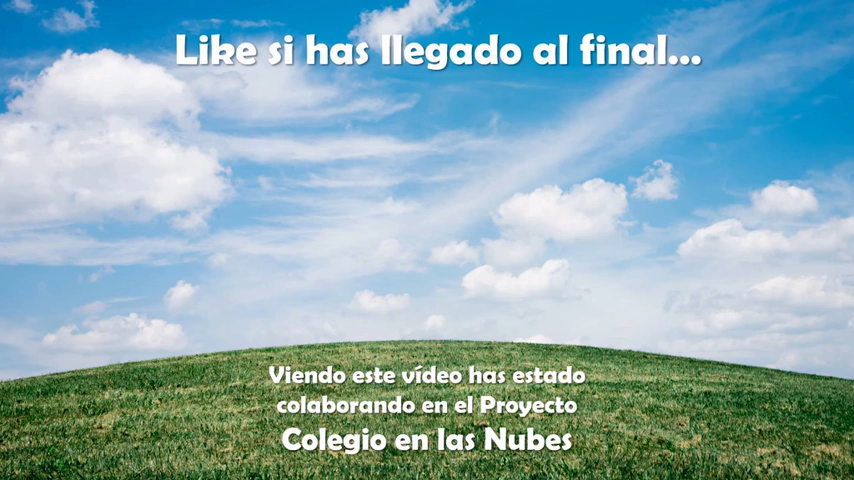 Like si has llegado al final...
Viendo este vídeo has estado
colaborando en el Proyecto
Colegio en las Nubes